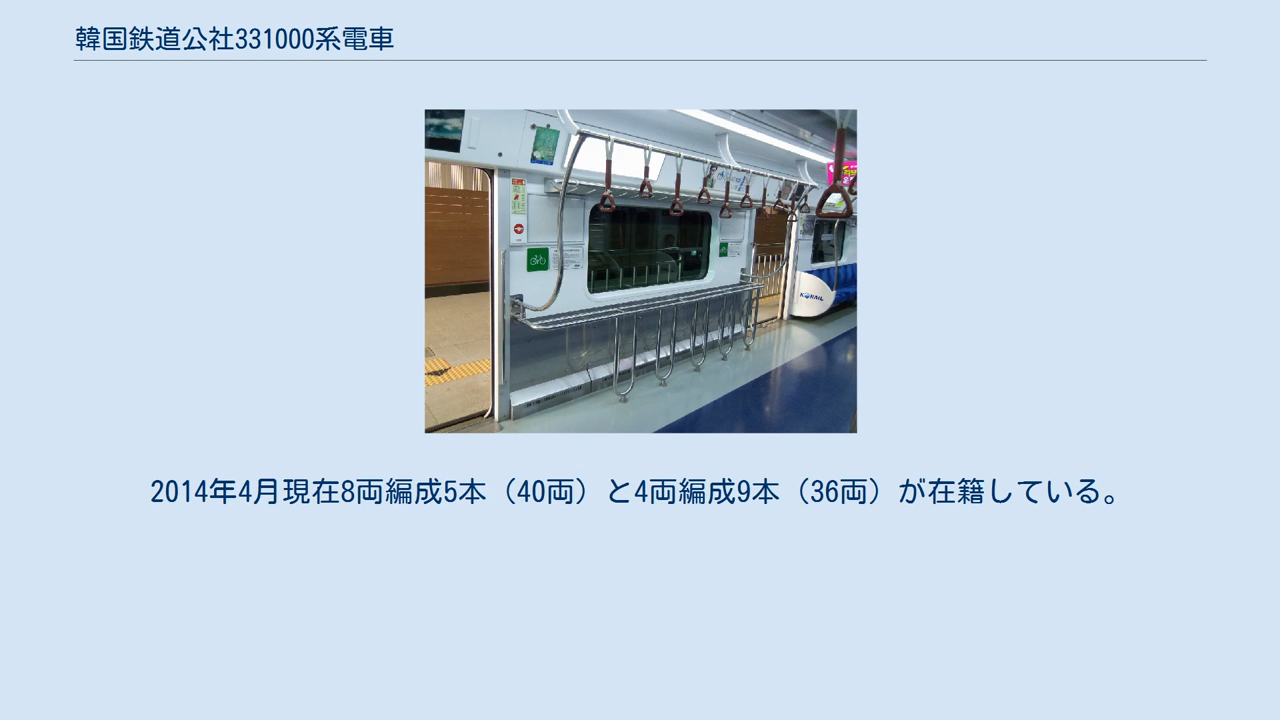 韓国鉄道公社331000系電車
KORAIL
2014年4月現在8両編成5本（40両）と4両編成9本（36両）が在籍している。